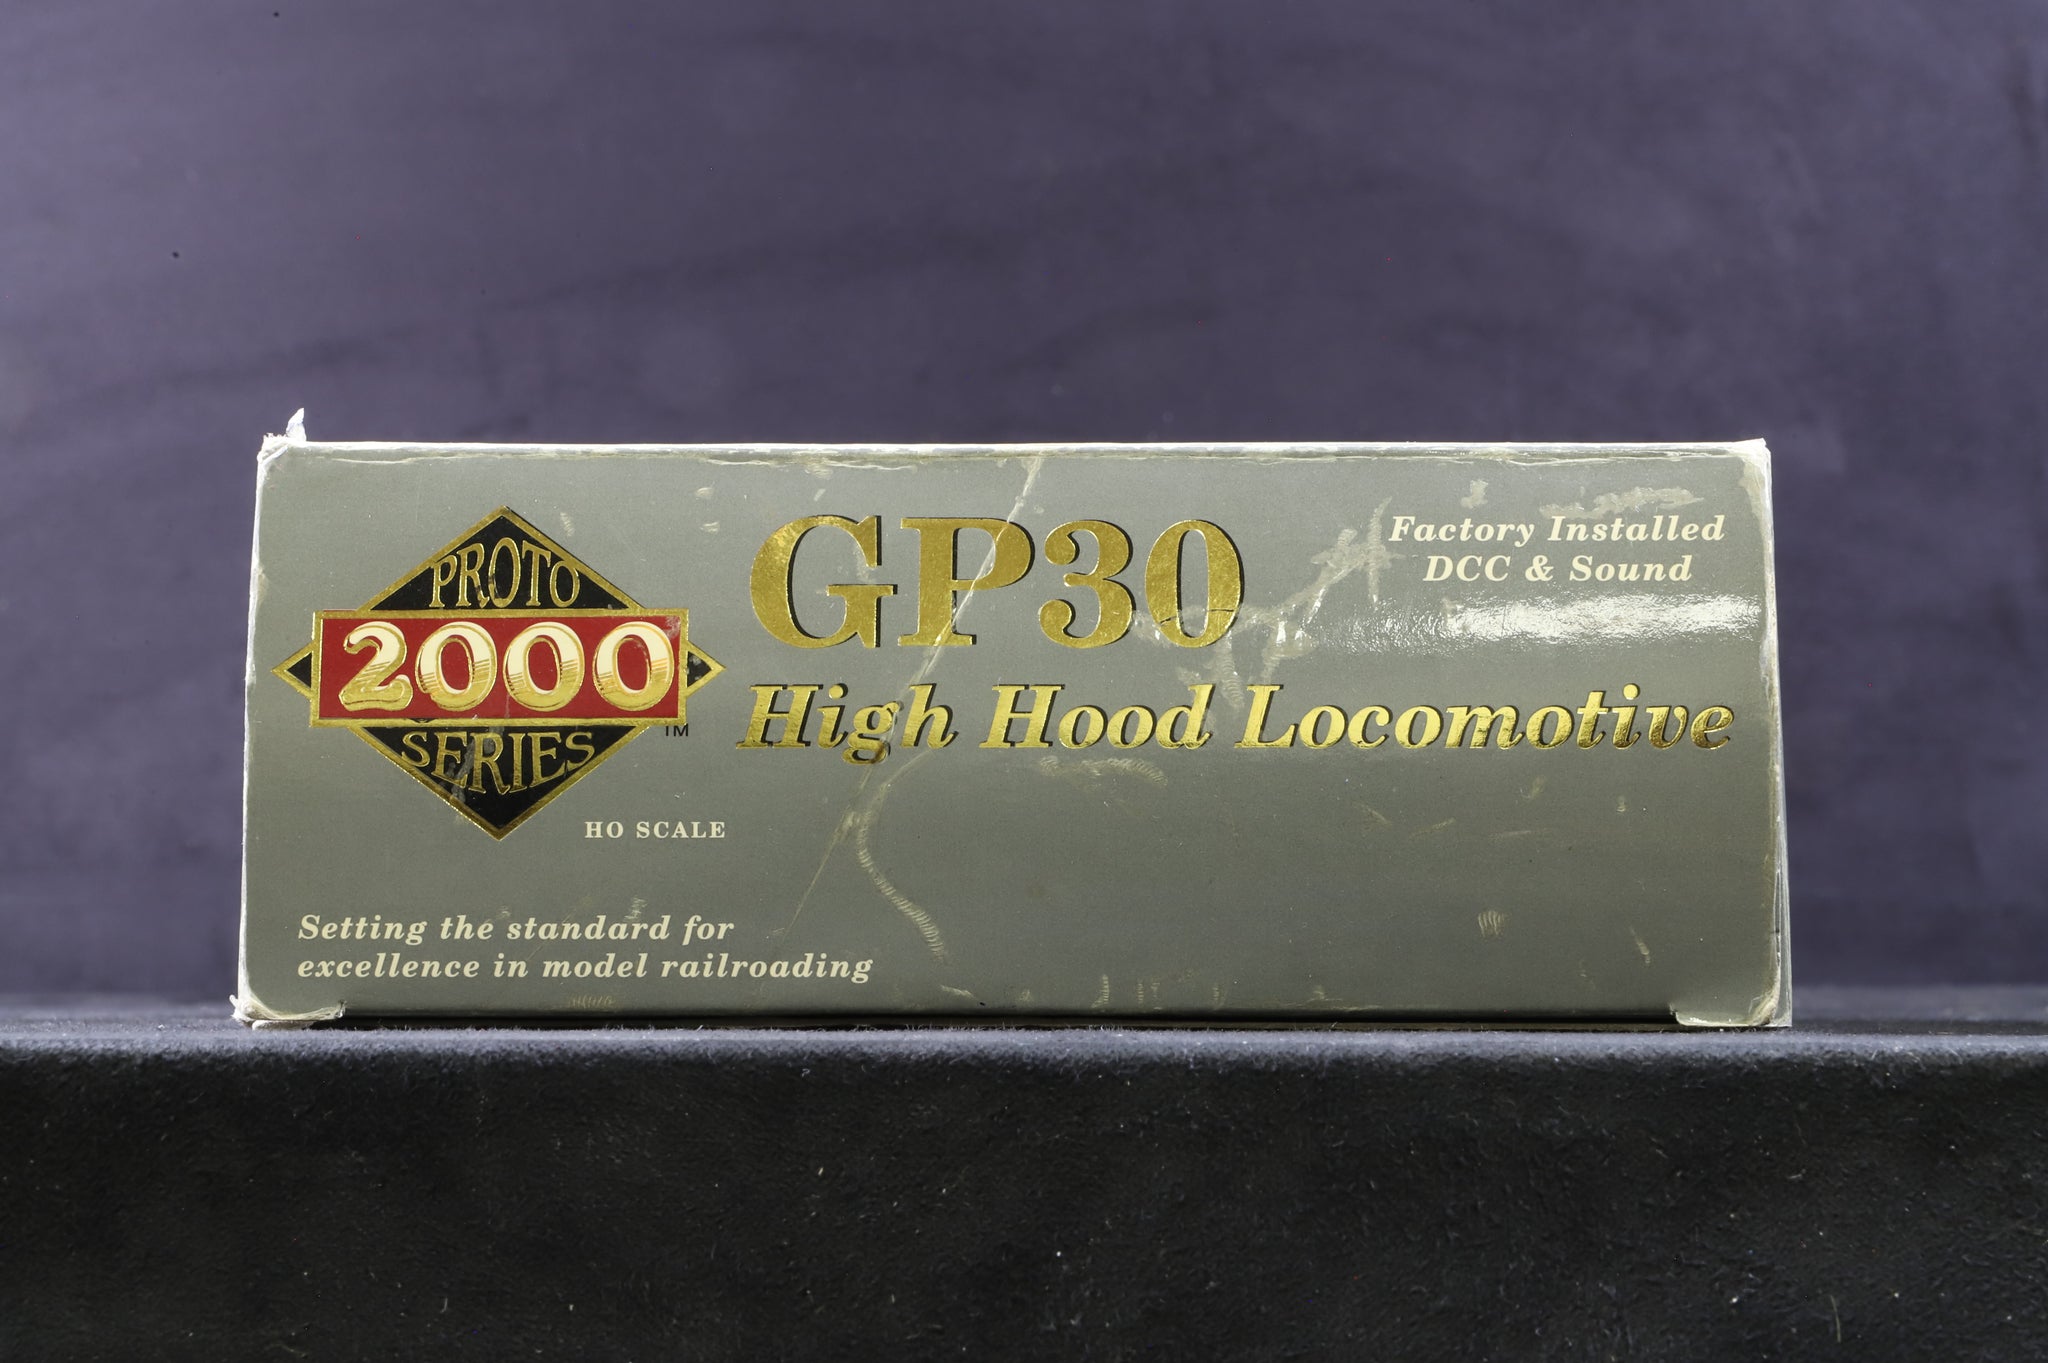 PROTO
2000
SERIES
TM
HO SCALE
GP30
High Hood Locomotive
Factory Installed
DCC & Sound
Setting the standard for
excellence in model railroading